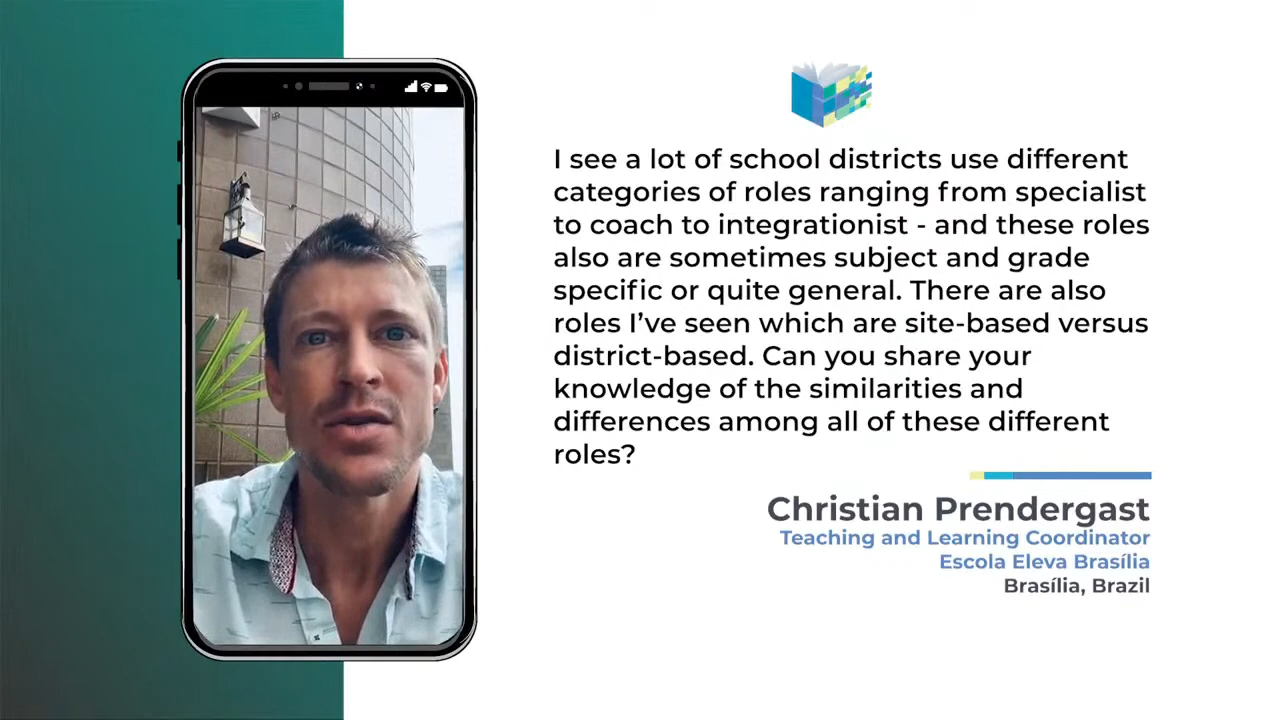 I see a lot of school districts use different
categories of roles ranging from specialist
to coach to integrationist - and these roles
also are sometimes subject and grade
specific or quite general. There are also
roles I’ve seen which are site-based versus
district-based. Can you share your
knowledge of the similarities and
differences among all of these different
roles?
Christian Prendergast
Teaching and Learning Coordinator
Escola Eleva Brasília
Brasília, Brazil